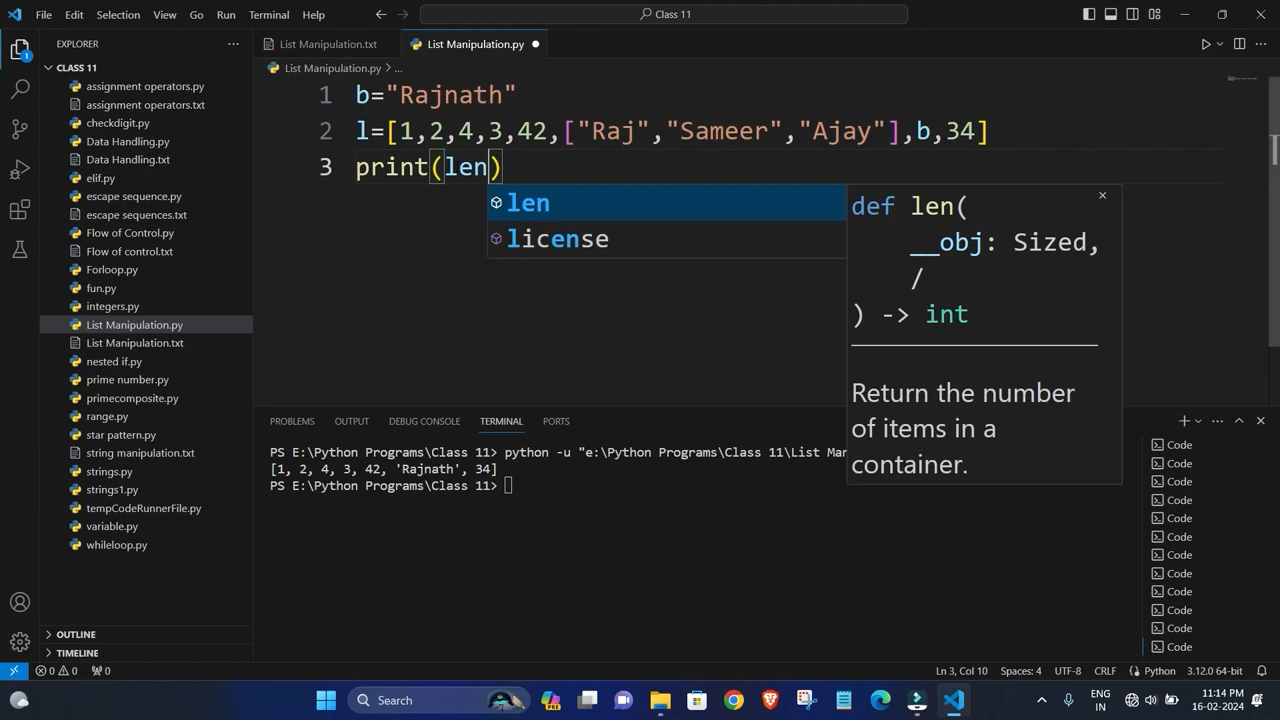 File Edit Selection View Go Run Terminal Help
Class 11
EXPLORER
CLASS 11
assignment operators.py
assignment operators.txt
checkdigit.py
Data Handling.py
Data Handling.txt
elif.py
escape sequence.py
escape sequences.txt
Flow of Control.py
Flow of control.txt
Forloop.py
fun.py
integers.py
List Manipulation.py
List Manipulation.txt
nested if.py
prime number.py
primecomposite.py
range.py
star pattern.py
string manipulation.txt
strings.py
strings1.py
tempCodeRunnerFile.py
variable.py
whileloop.py
OUTLINE
TIMELINE
List Manipulation.txt
List Manipulation.py
List Manipulation.py > ...
1 b="Rajnath"
2 l=[1,2,4,3,42,["Raj","Sameer","Ajay"],b,34]
3 print(len)
len
license
def len(
__obj: Sized,
/
) -> int
Return the number
of items in a
container.
PROBLEMS OUTPUT DEBUG CONSOLE TERMINAL PORTS
PS E:\Python Programs\Class 11> python -u "e:\Python Programs\Class 11\List Mar
[1, 2, 4, 3, 42, 'Rajnath', 34]
PS E:\Python Programs\Class 11>
Code
Code
Code
Code
Code
Code
Code
Code
Code
Code
Code
Code
1
0 0 0 Ln 3, Col 10 Spaces: 4 UTF-8 CRLF Python 3.12.0 64-bit
Search
PRE
ENG
IN
11:14 PM
16-02-2024